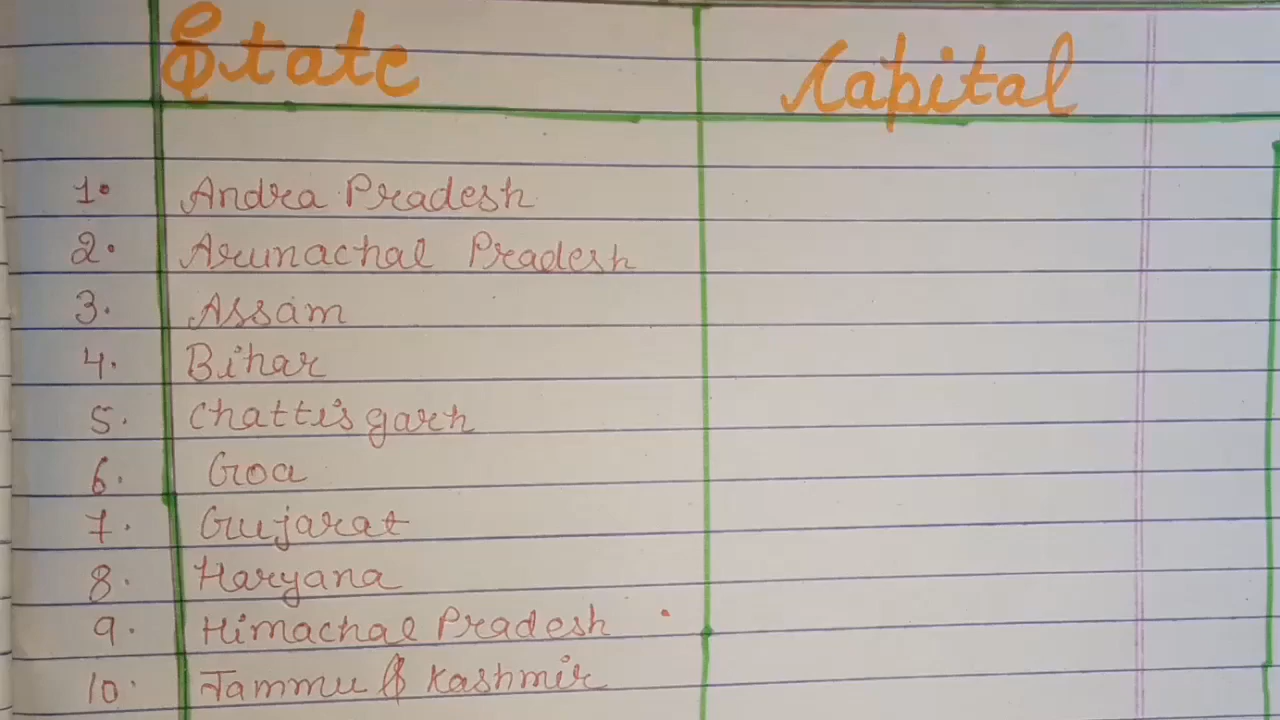 State Capital
1. Andra Pradesh
2. Arunachal Pradesh
3. Assam
4. Bihar
5. Chattisgarh
6. Goa
7. Gujarat
8. Haryana
9. Himachal Pradesh
10. Jammu & Kashmir